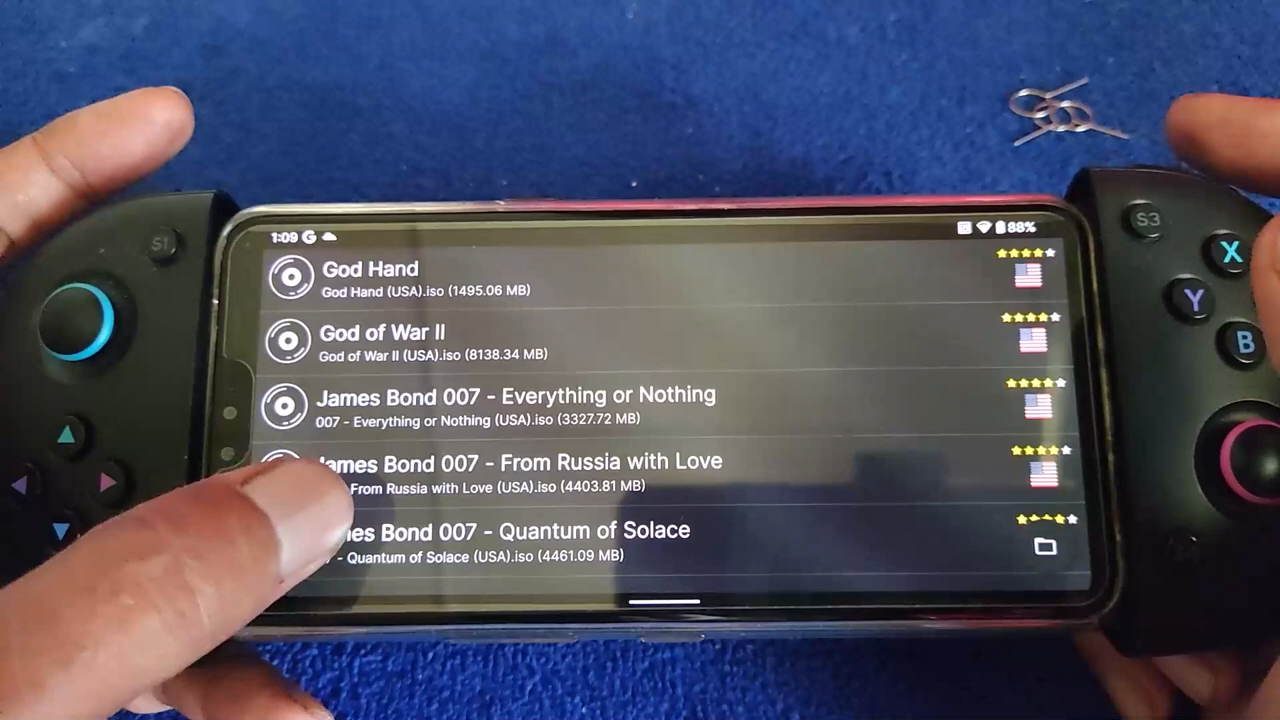 S1
S3
X
Y
B
1:09 G
88%
God Hand
God Hand (USA).iso (1495.06 MB)
God of War II
God of War II (USA).iso (8138.34 MB)
James Bond 007 - Everything or Nothing
007 - Everything or Nothing (USA).iso (3327.72 MB)
ames Bond 007 - From Russia with Love
From Russia with Love (USA).iso (4403.81 MB)
es Bond 007 - Quantum of Solace
- Quantum of Solace (USA).iso (4461.09 MB)